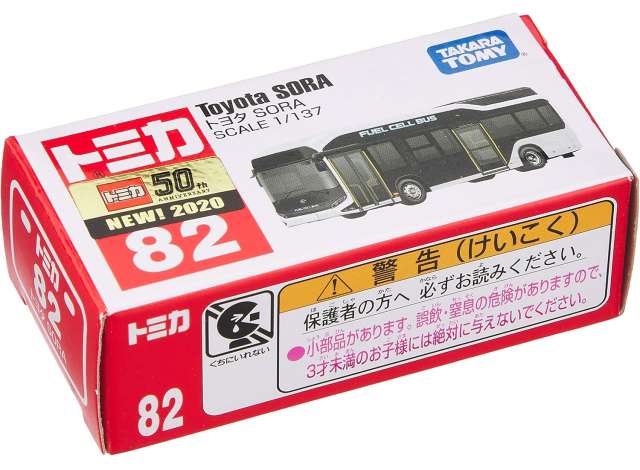 トミカ
Toyota SORA
トヨタ SORA
SCALE 1/137
TAKARA
TOMY
FUEL CELL BUS
トミカ 50th
ANNIVERSARY
NEW! 2020
82
警告(けいこく)
保護者の方へ 必ずお読みください。
●小部品があります。誤飲・窒息の危険がありますので、
3才未満のお子様には絶対に与えないでください。
くちにいれない
トミカ
82
トミカ
82